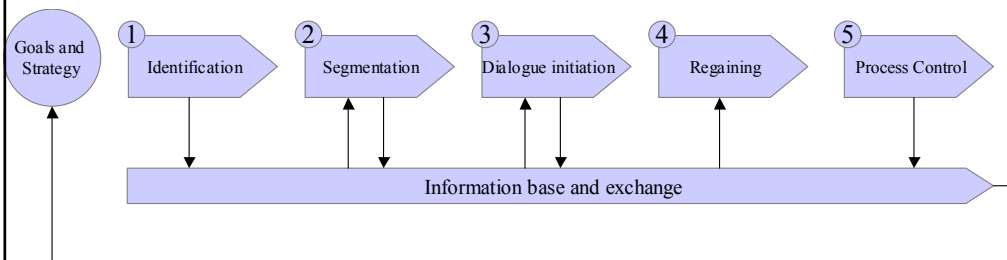 Goals and
Strategy
1
Identification
2
Segmentation
3
Dialogue initiation
4
Regaining
5
Process Control
Information base and exchange